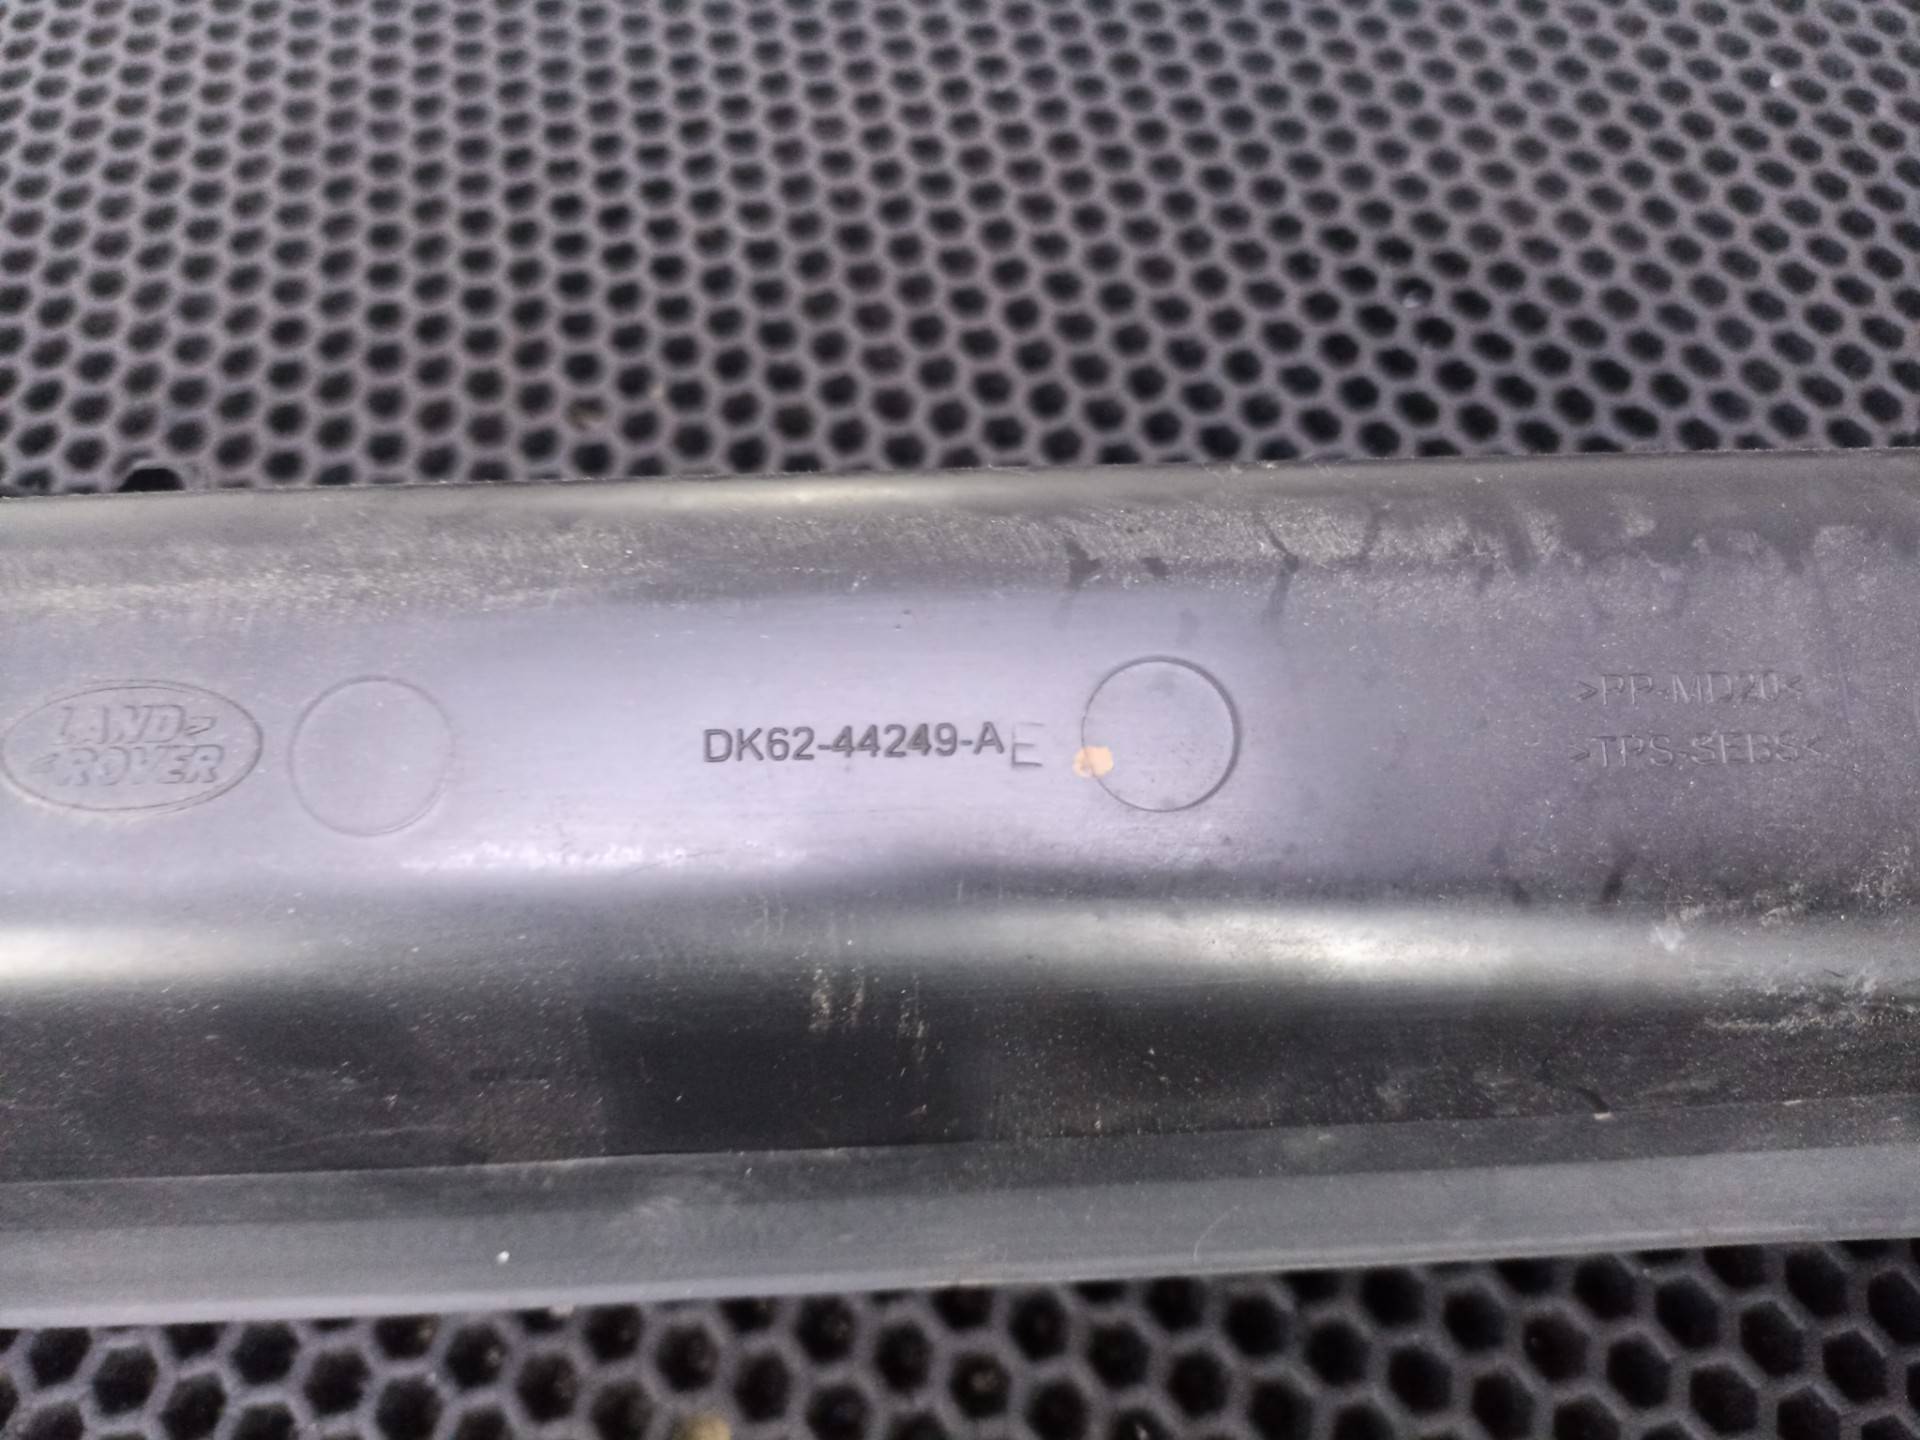 LAND
ROVER
DK62-44249-AE
>PP-MD20<
>TPS-SEBS<